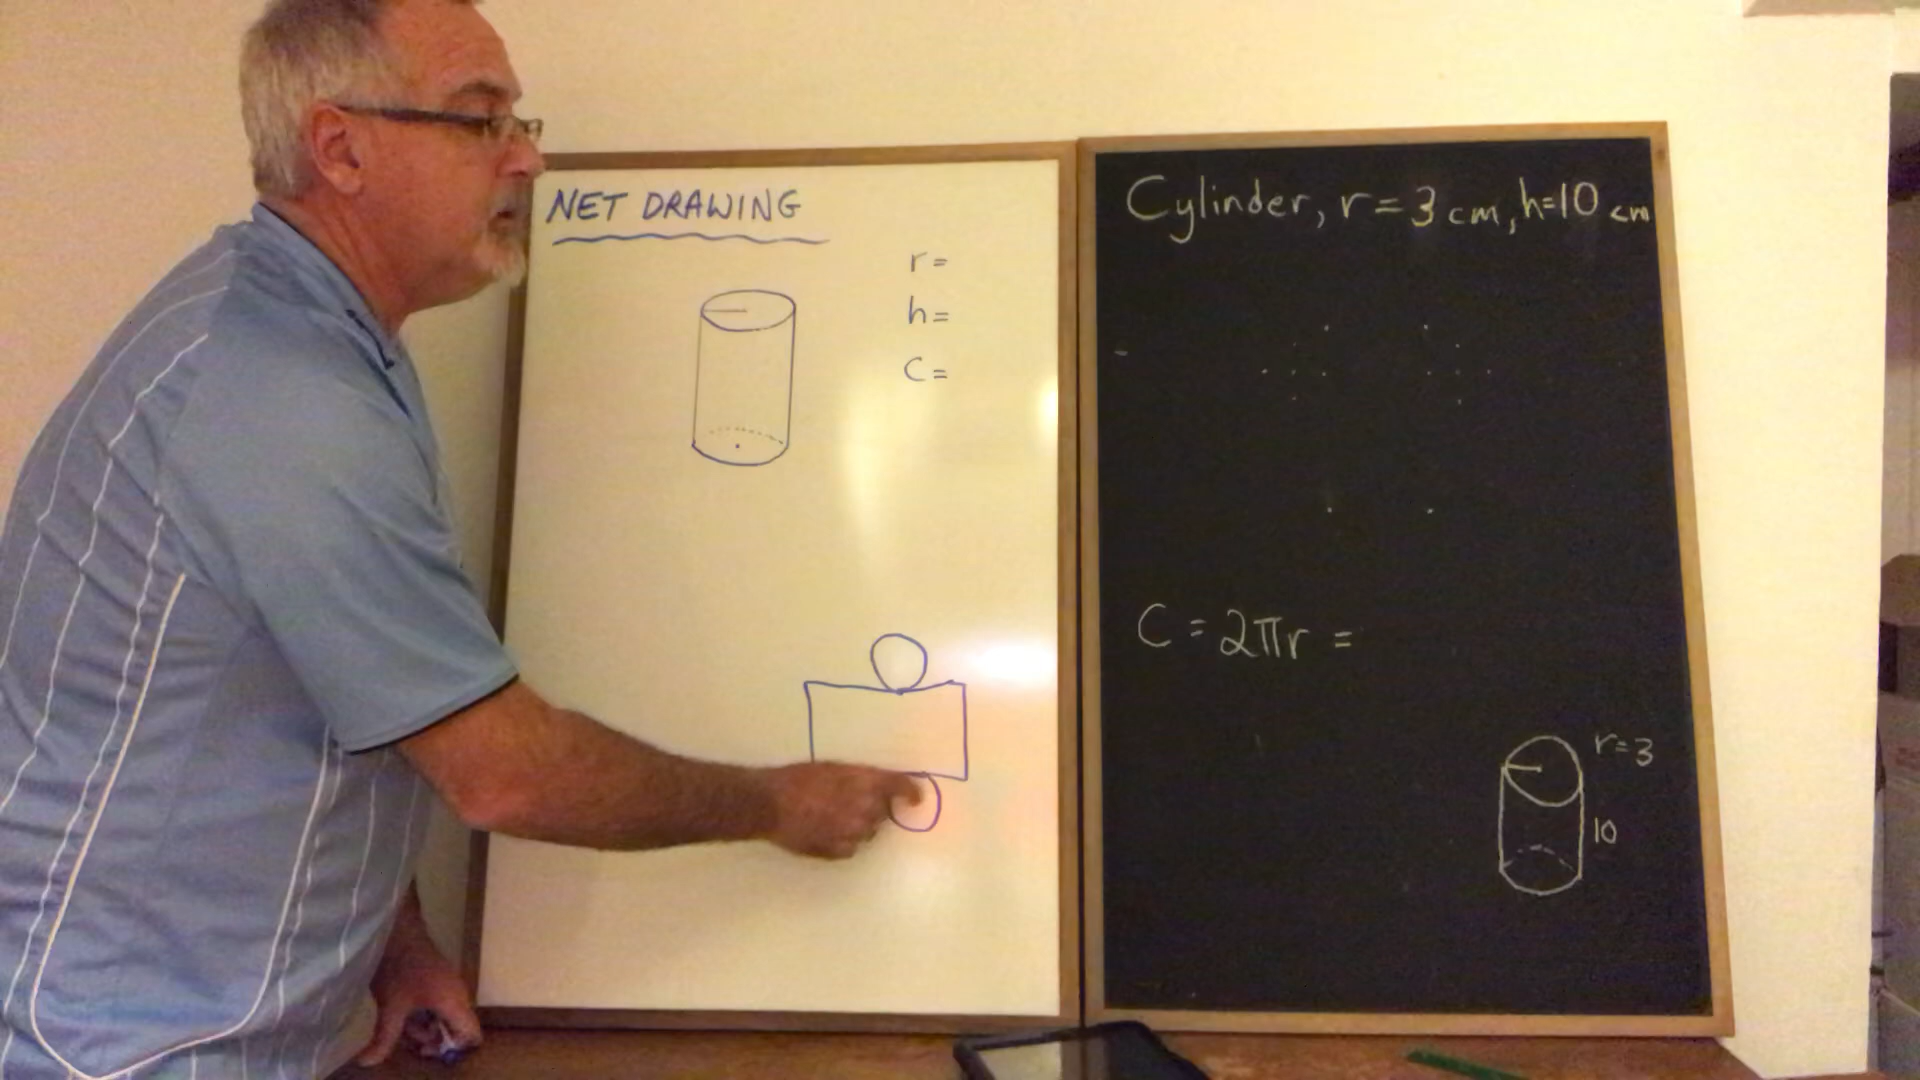 NET DRAWING
r =
h =
C =
Cylinder, r = 3 cm, h=10 cm
C = 2πr =
r=3
10